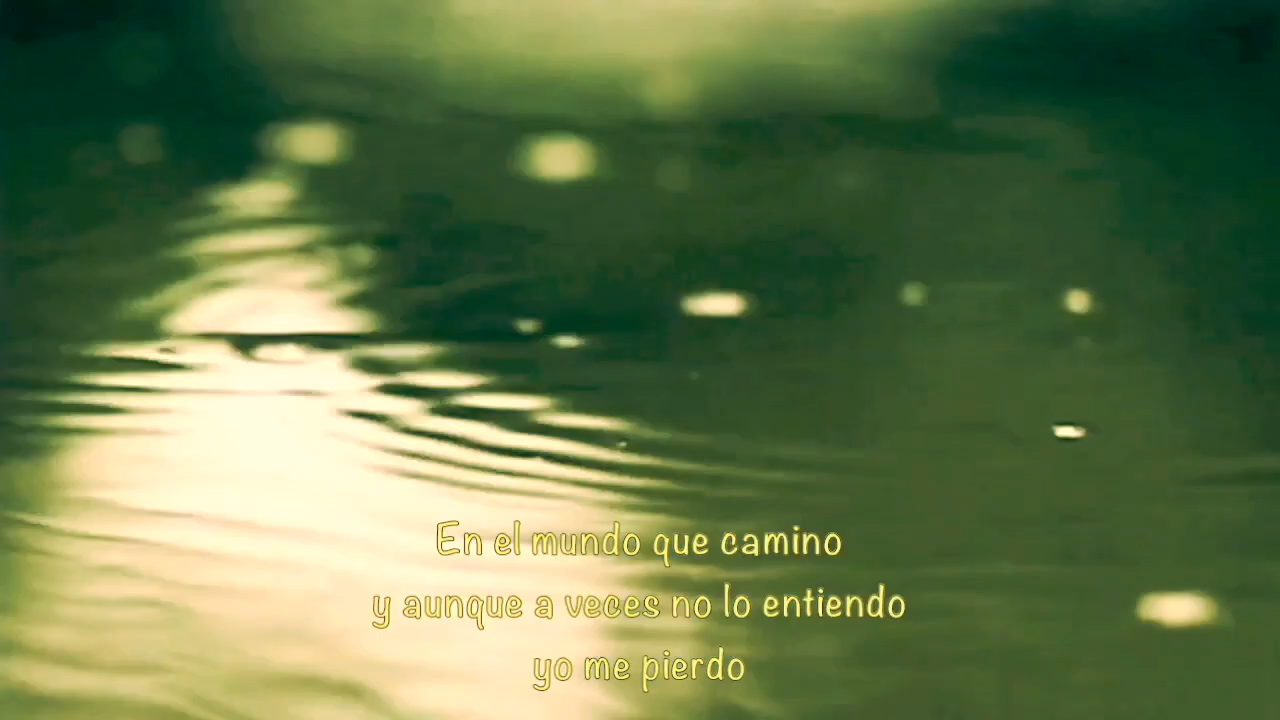 En el mundo que camino
y aunque a veces no lo entiendo
yo me pierdo